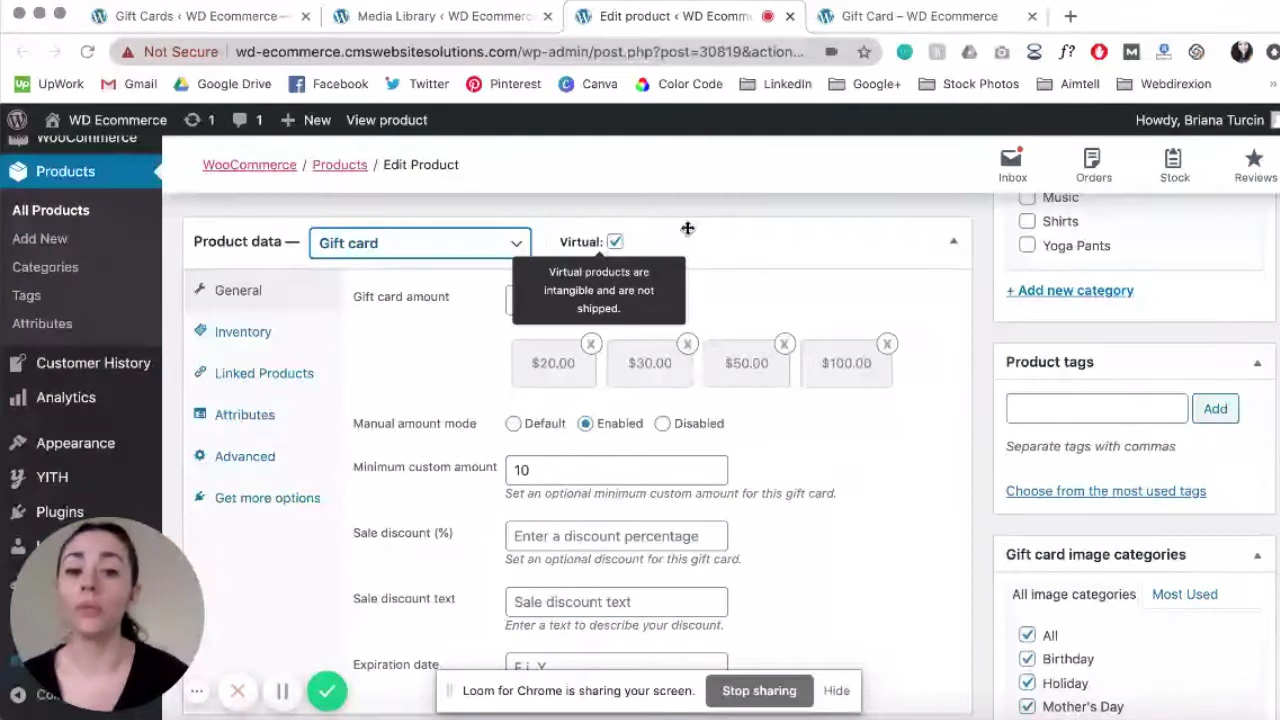 Gift Cards ‹ WD Ecommerce —
Media Library ‹ WD Ecommerc
Edit product ‹ WD Ecomm
Gift Card – WD Ecommerce
Not Secure
wd-ecommerce.cmswebsitesolutions.com/wp-admin/post.php?post=30819&action...
UpWork
Gmail
Google Drive
Facebook
Twitter
Pinterest
Canva
Color Code
LinkedIn
Google+
Stock Photos
Aimtell
Webdirexion
WD Ecommerce
1
1
New
View product
Howdy, Briana Turcin
WooCommerce
Products
All Products
Add New
Categories
Tags
Attributes
Customer History
Analytics
Appearance
YITH
Plugins
WooCommerce / Products / Edit Product
Inbox
Orders
Stock
Reviews
Product data —
Gift card
Virtual:
Virtual products are
intangible and are not
shipped.
General
Inventory
Linked Products
Attributes
Advanced
Get more options
Gift card amount
$20.00
$30.00
$50.00
$100.00
Manual amount mode
Default
Enabled
Disabled
Minimum custom amount
10
Set an optional minimum custom amount for this gift card.
Sale discount (%)
Enter a discount percentage
Set an optional discount for this gift card.
Sale discount text
Sale discount text
Enter a text to describe your discount.
Expiration date
F j, Y
Music
Shirts
Yoga Pants
+ Add new category
Product tags
Add
Separate tags with commas
Choose from the most used tags
Gift card image categories
All image categories
Most Used
All
Birthday
Holiday
Mother's Day
Loom for Chrome is sharing your screen.
Stop sharing
Hide